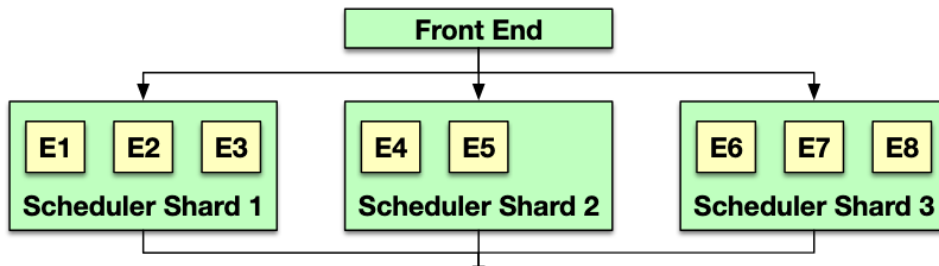 Front End
E1 E2 E3
Scheduler Shard 1
E4 E5
Scheduler Shard 2
E6 E7 E8
Scheduler Shard 3